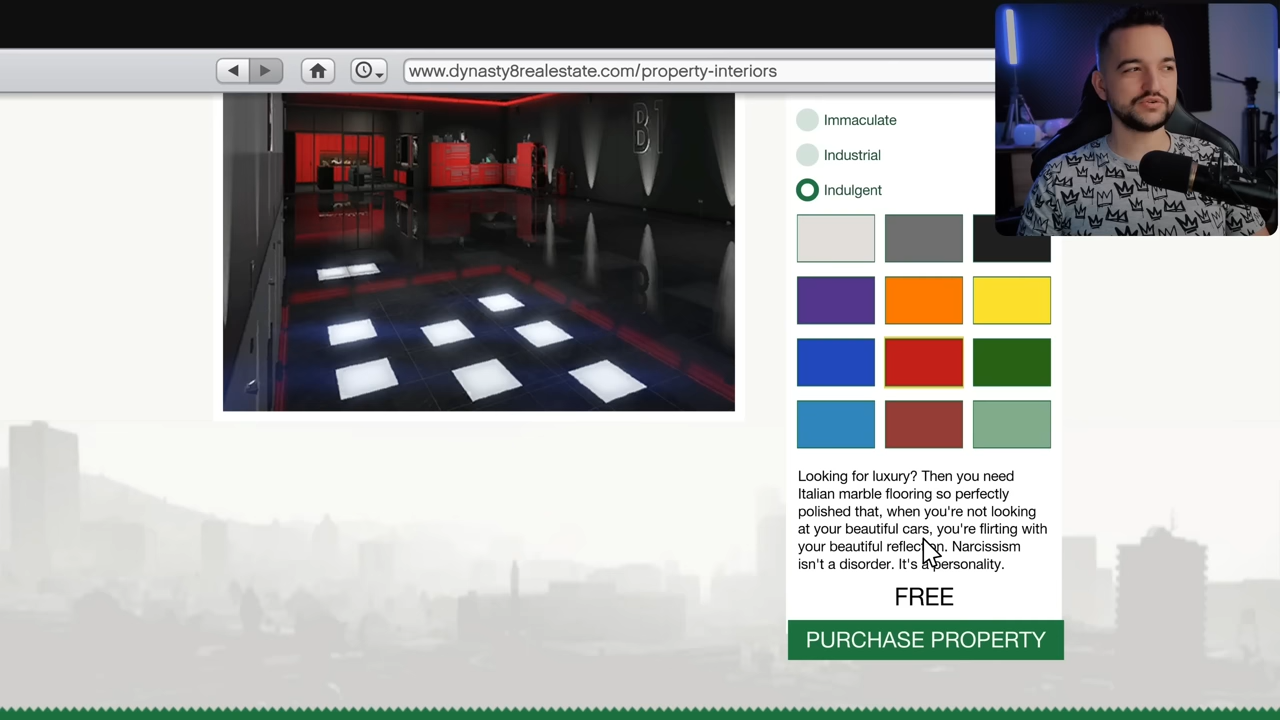 www.dynasty8realestate.com/property-interiors
B1
Immaculate
Industrial
Indulgent
Looking for luxury? Then you need
Italian marble flooring so perfectly
polished that, when you're not looking
at your beautiful cars, you're flirting with
your beautiful reflection. Narcissism
isn't a disorder. It's a personality.
FREE
PURCHASE PROPERTY